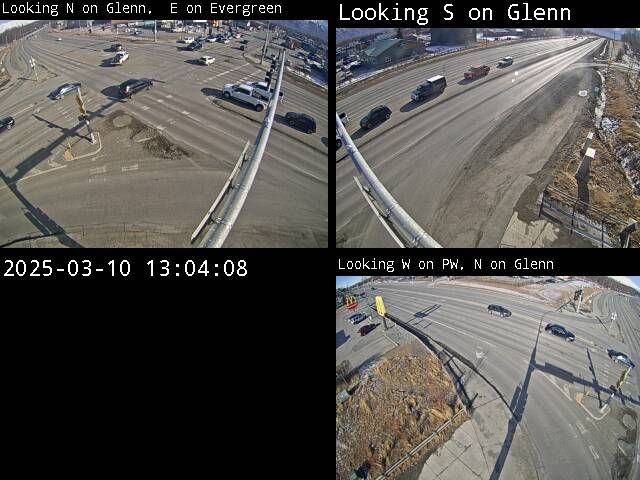 Looking N on Glenn,  E on Evergreen
Looking S on Glenn
2025-03-10 13:04:08
Looking W on PW, N on Glenn